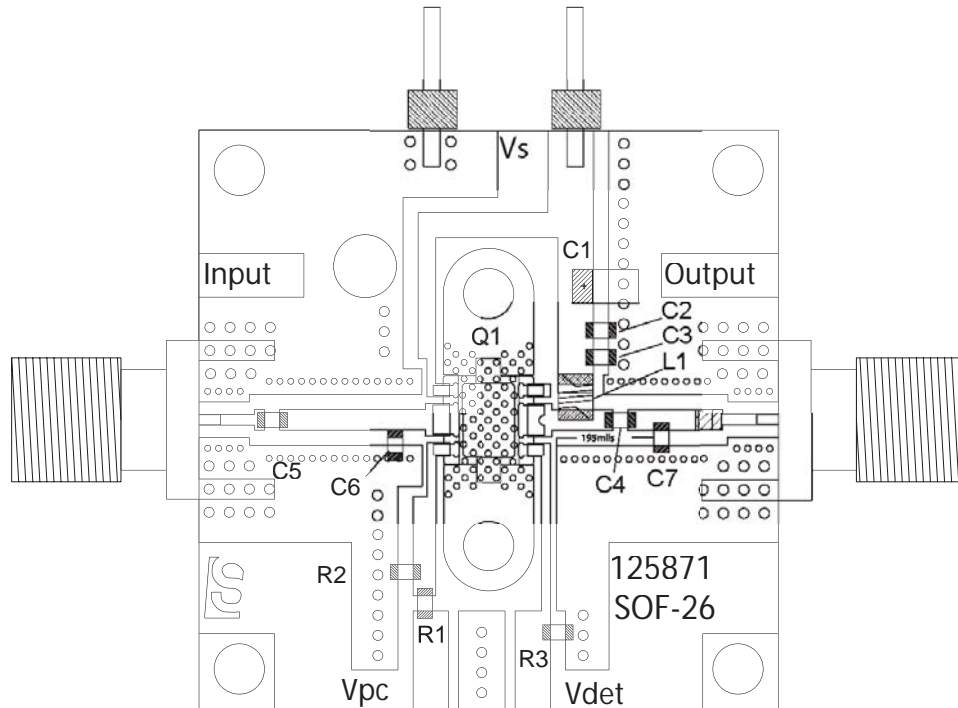 Vs
C1
Input
Output
C2
Q1
C3
L1
195mils
C5
C6
C4
C7
125871
R2
SOF-26
R1
R3
Vpc
Vdet